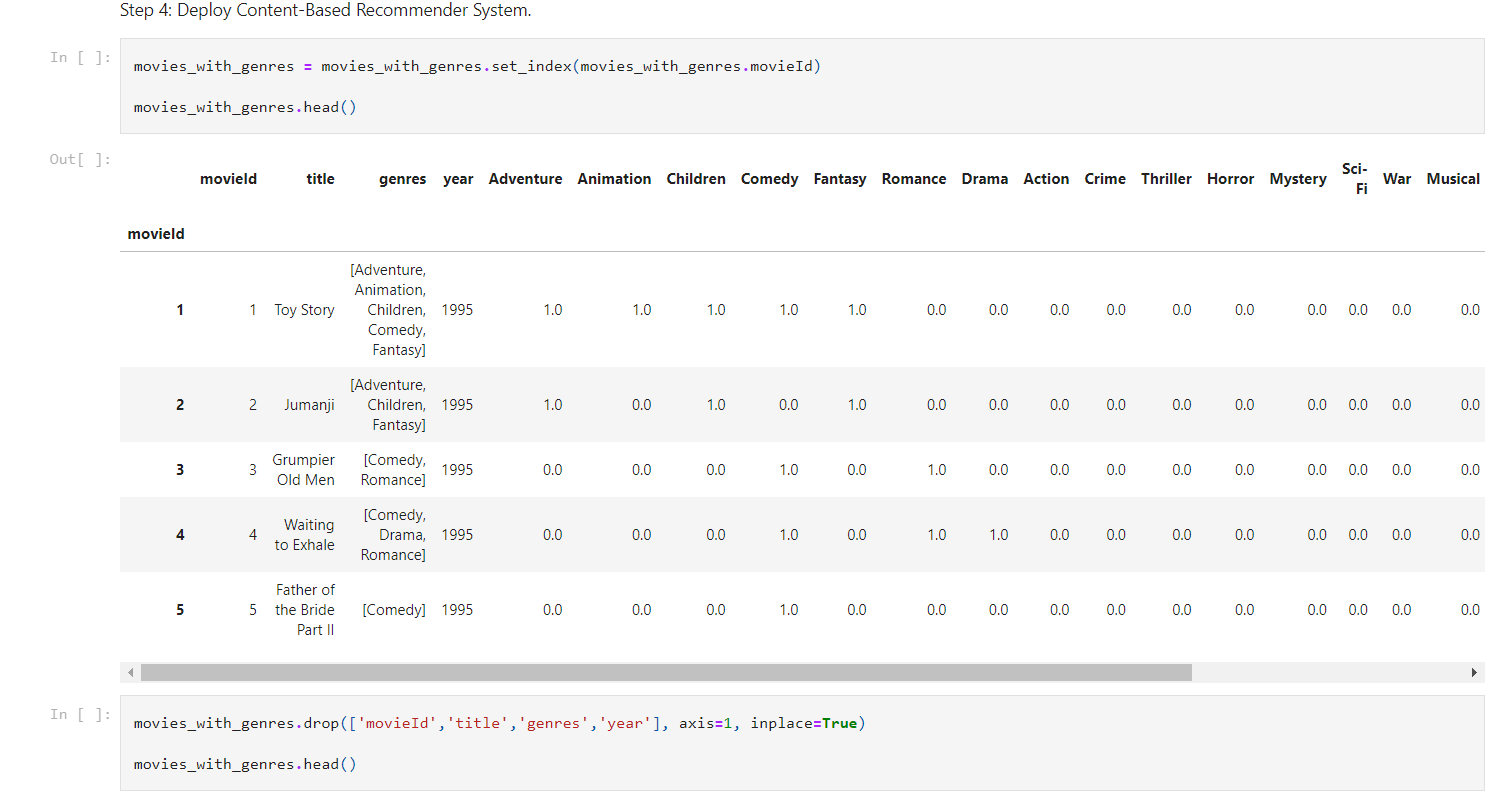 Step 4: Deploy Content-Based Recommender System.
In [ ]:
movies_with_genres = movies_with_genres.set_index(movies_with_genres.movieId)
movies_with_genres.head()
Out[ ]:
movieId title genres year Adventure Animation Children Comedy Fantasy Romance Drama Action Crime Thriller Horror Mystery Sci-Fi War Musical
movieId
1 1 Toy Story [Adventure, Animation, Children, Comedy, Fantasy] 1995 1.0 1.0 1.0 1.0 1.0 0.0 0.0 0.0 0.0 0.0 0.0 0.0 0.0 0.0 0.0
2 2 Jumanji [Adventure, Children, Fantasy] 1995 1.0 0.0 1.0 0.0 1.0 0.0 0.0 0.0 0.0 0.0 0.0 0.0 0.0 0.0 0.0
3 3 Grumpier Old Men [Comedy, Romance] 1995 0.0 0.0 0.0 1.0 0.0 1.0 0.0 0.0 0.0 0.0 0.0 0.0 0.0 0.0 0.0
4 4 Waiting to Exhale [Comedy, Drama, Romance] 1995 0.0 0.0 0.0 1.0 0.0 1.0 1.0 0.0 0.0 0.0 0.0 0.0 0.0 0.0 0.0
5 5 Father of the Bride Part II [Comedy] 1995 0.0 0.0 0.0 1.0 0.0 0.0 0.0 0.0 0.0 0.0 0.0 0.0 0.0 0.0 0.0
In [ ]:
movies_with_genres.drop(['movieId','title','genres','year'], axis=1, inplace=True)
movies_with_genres.head()